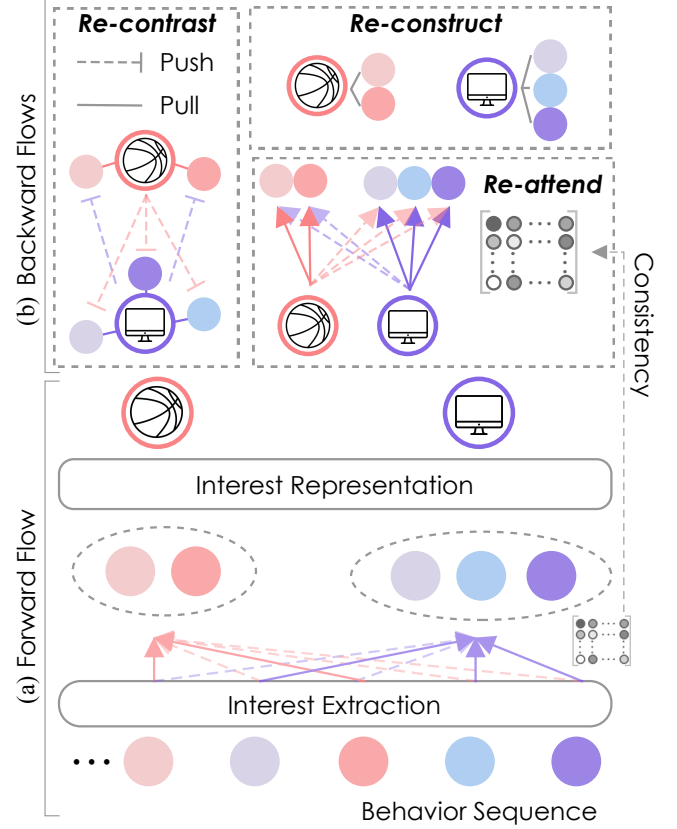 Re-contrast
Push
Pull
Re-construct
Re-attend
Consistency
(b) Backward Flows
Interest Representation
(a) Forward Flow
Interest Extraction
Behavior Sequence